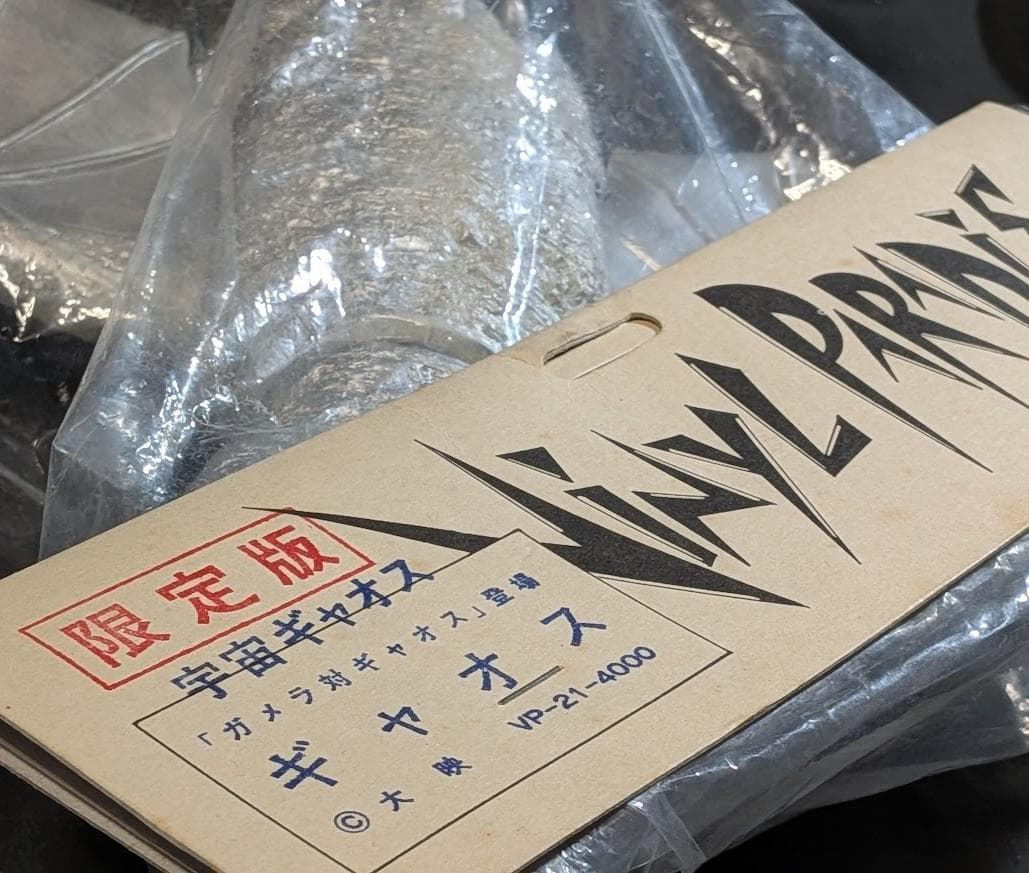 VINYL PARADISE
限定版
宇宙ギャオス
「ガメラ対ギャオス」登場
ギャオス
VP-21-4000
©大映